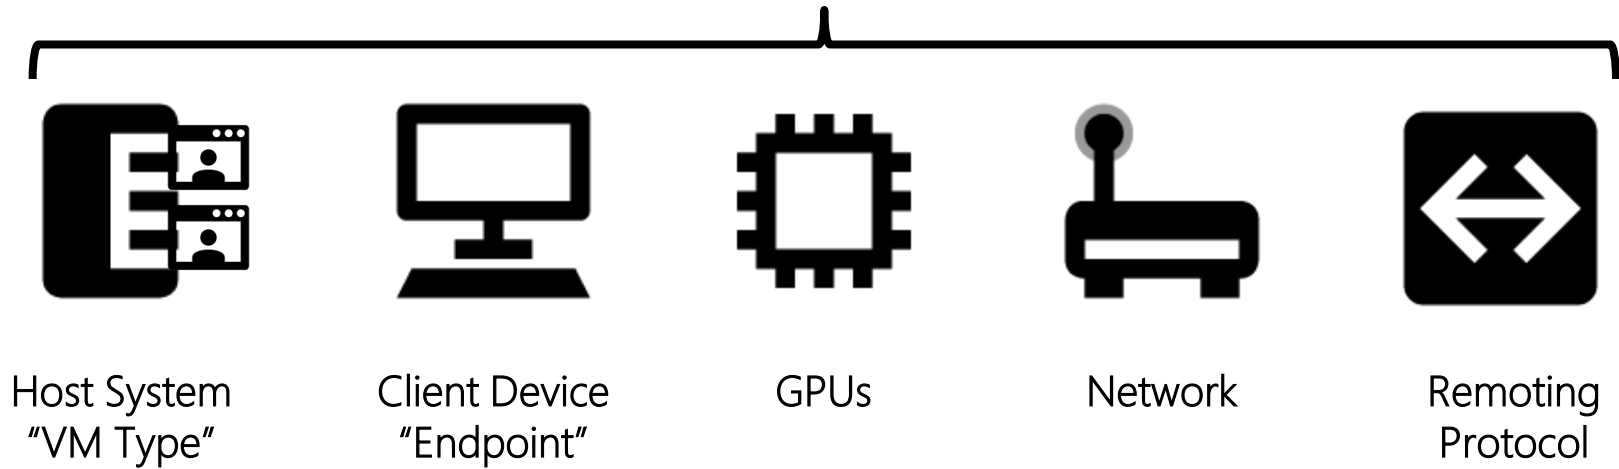 Host System
“VM Type”
Client Device
“Endpoint”
GPUs
Network
Remoting
Protocol